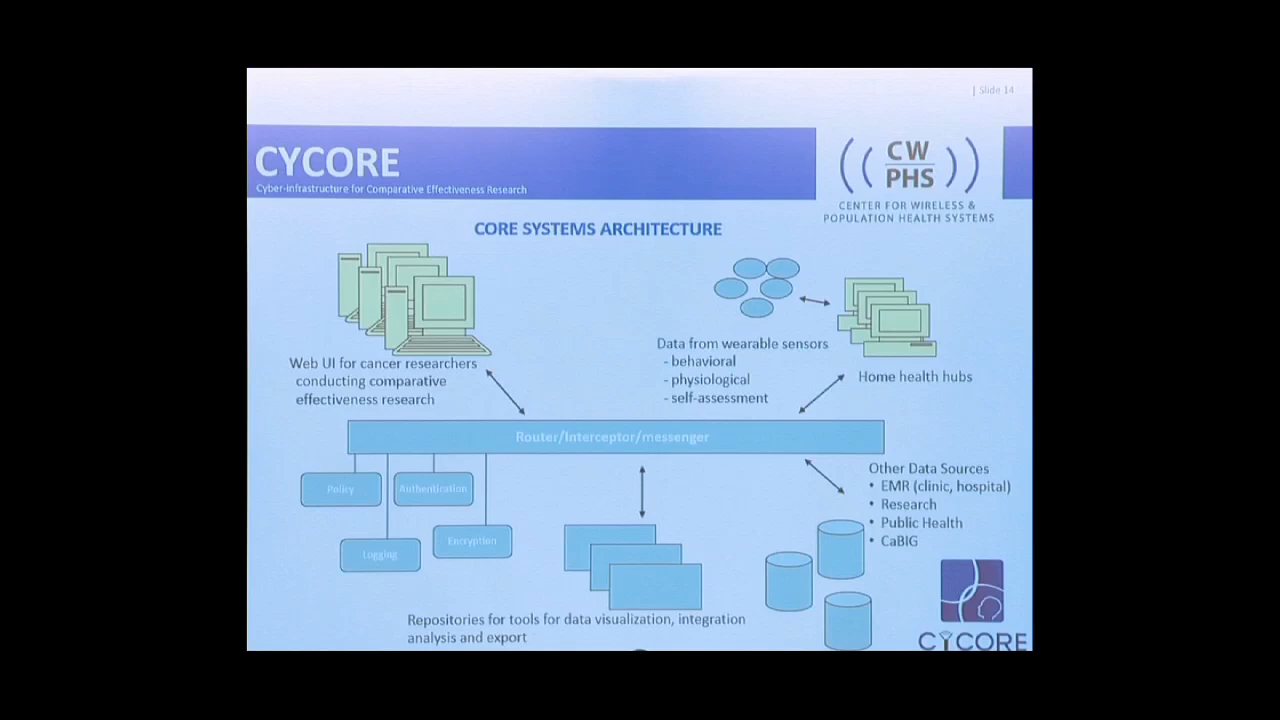 | Slide 14
CYCORE
Cyber-infrastructure for Comparative Effectiveness Research
CW
PHS
CENTER FOR WIRELESS &
POPULATION HEALTH SYSTEMS
CORE SYSTEMS ARCHITECTURE
Web UI for cancer researchers
conducting comparative
effectiveness research
Data from wearable sensors
- behavioral
- physiological
- self-assessment
Home health hubs
Router/Interceptor/messenger
Policy
Authentication
Logging
Encryption
Other Data Sources
• EMR (clinic, hospital)
• Research
• Public Health
• CaBIG
Repositories for tools for data visualization, integration
analysis and export
CYCORE